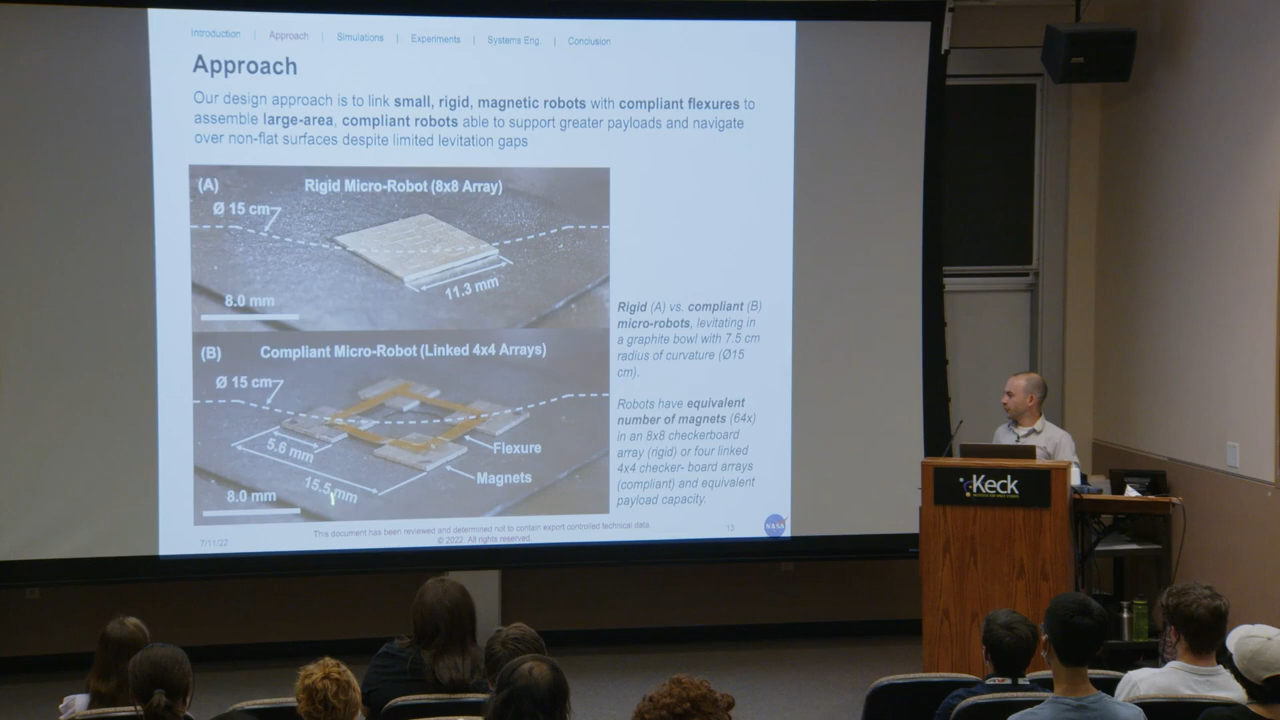 Introduction | Approach | Simulations | Experiments | Systems Eng. | Conclusion
Approach
Our design approach is to link small, rigid, magnetic robots with compliant flexures to
assemble large-area, compliant robots able to support greater payloads and navigate
over non-flat surfaces despite limited levitation gaps
(A)
Rigid Micro-Robot (8x8 Array)
Ø 15 cm
11.3 mm
8.0 mm
(B)
Compliant Micro-Robot (Linked 4x4 Arrays)
Ø 15 cm
5.6 mm
Flexure
Magnets
15.5 mm
8.0 mm
Rigid (A) vs. compliant (B)
micro-robots, levitating in
a graphite bowl with 7.5 cm
radius of curvature (Ø15
cm).
Robots have equivalent
number of magnets (64x)
in an 8x8 checkerboard
array (rigid) or four linked
4x4 checker- board arrays
(compliant) and equivalent
payload capacity.
7/11/22
This document has been reviewed and determined not to contain export controlled technical data.
© 2022. All rights reserved.
13
NASA
Keck